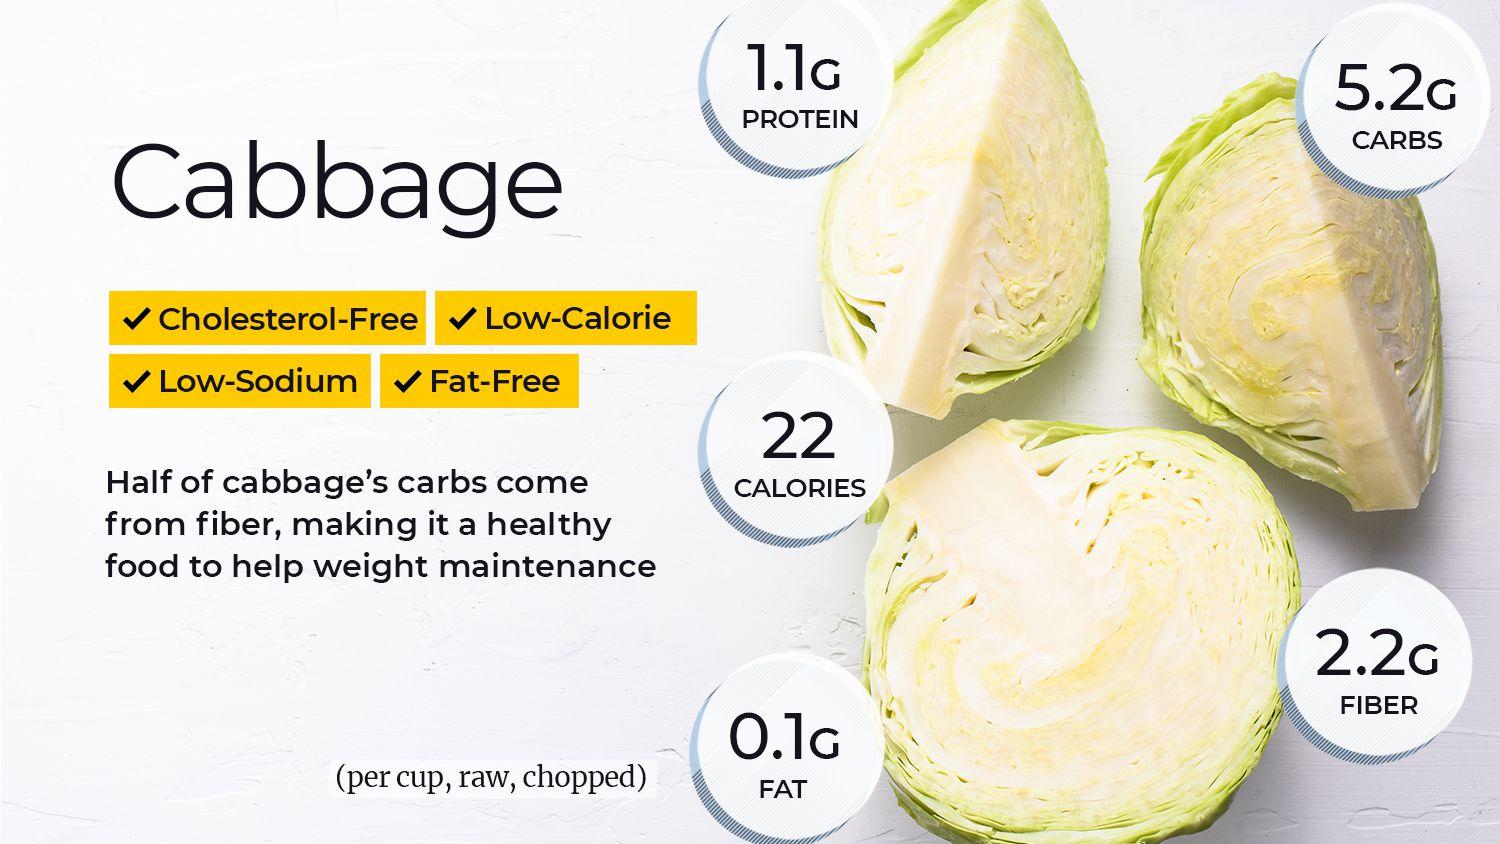 Cabbage
✓ Cholesterol-Free
✓ Low-Calorie
✓ Low-Sodium
✓ Fat-Free
Half of cabbage’s carbs come
from fiber, making it a healthy
food to help weight maintenance
(per cup, raw, chopped)
1.1G
PROTEIN
5.2G
CARBS
22
CALORIES
2.2G
FIBER
0.1G
FAT